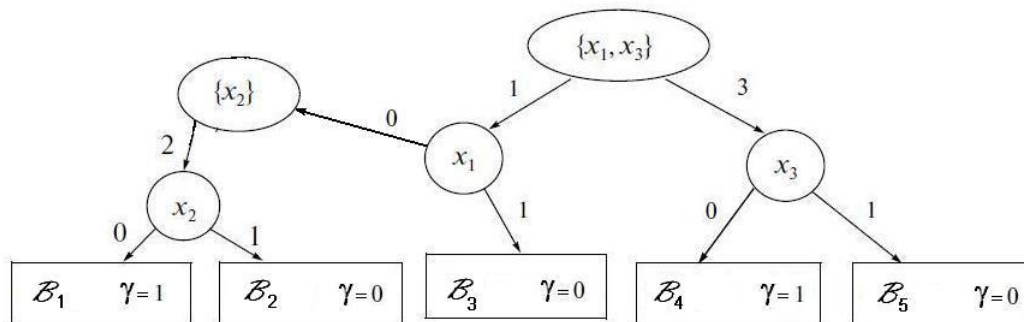 {x₁, x₃}
{x₂}
1
3
0
x₁
x₃
2
x₂
1
0
1
0
1
ℬ₁ γ=1
ℬ₂ γ=0
ℬ₃ γ=0
ℬ₄ γ=1
ℬ₅ γ=0